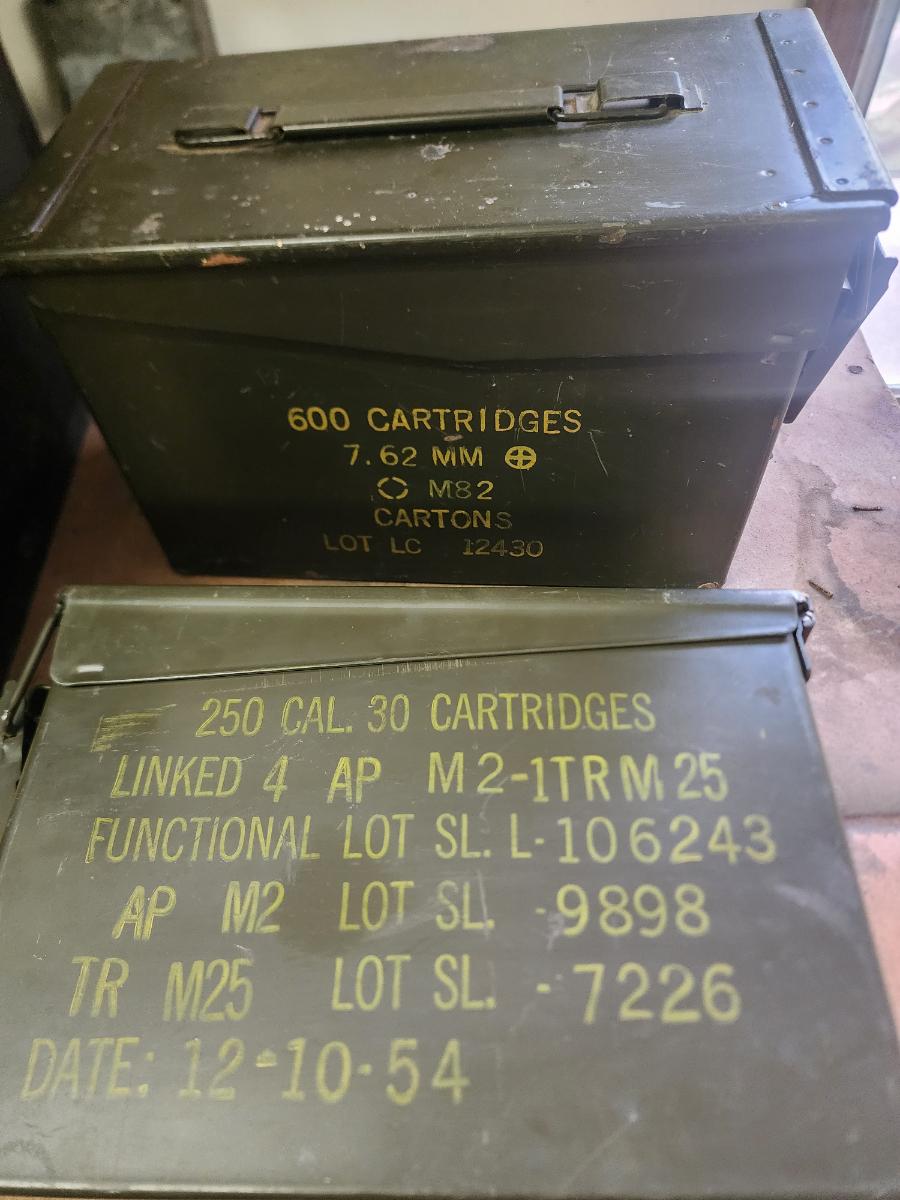 600 CARTRIDGES
7.62 MM
M82
CARTONS
LOT LC 12430
250 CAL. 30 CARTRIDGES
LINKED 4 AP M2-1TR M25
FUNCTIONAL LOT SL. L-106243
AP M2 LOT SL. -9898
TR M25 LOT SL. -7226
DATE: 12-10-54